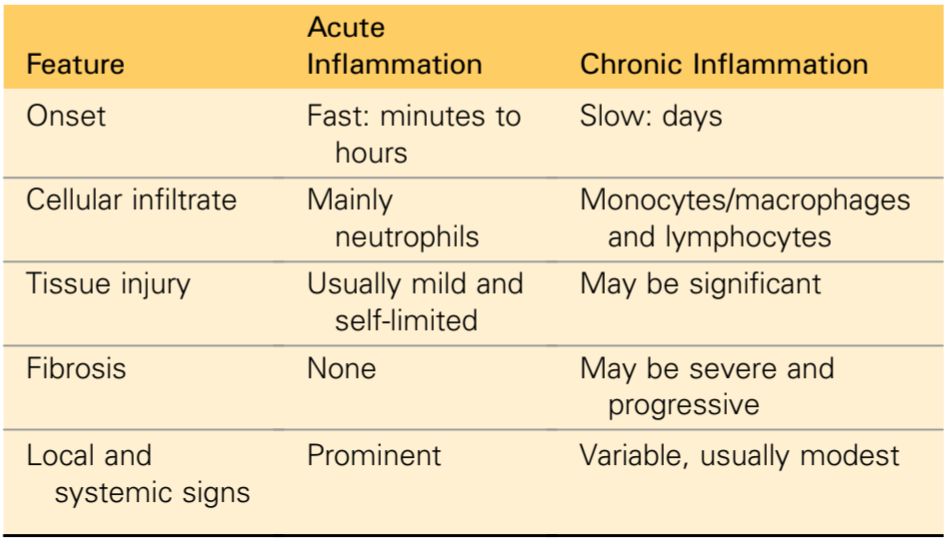 Feature Acute Inflammation Chronic Inflammation
Onset Fast: minutes to hours Slow: days
Cellular infiltrate Mainly neutrophils Monocytes/macrophages and lymphocytes
Tissue injury Usually mild and self-limited May be significant
Fibrosis None May be severe and progressive
Local and systemic signs Prominent Variable, usually modest